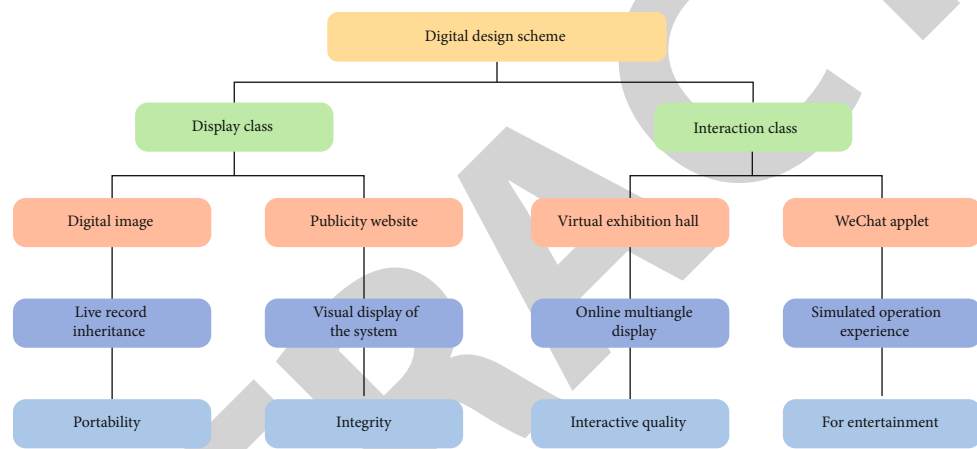 Digital design scheme
Display class
Interaction class
Digital image
Publicity website
Virtual exhibition hall
WeChat applet
Live record
inheritance
Visual display of
the system
Online multiangle
display
Simulated operation
experience
Portability
Integrity
Interactive quality
For entertainment